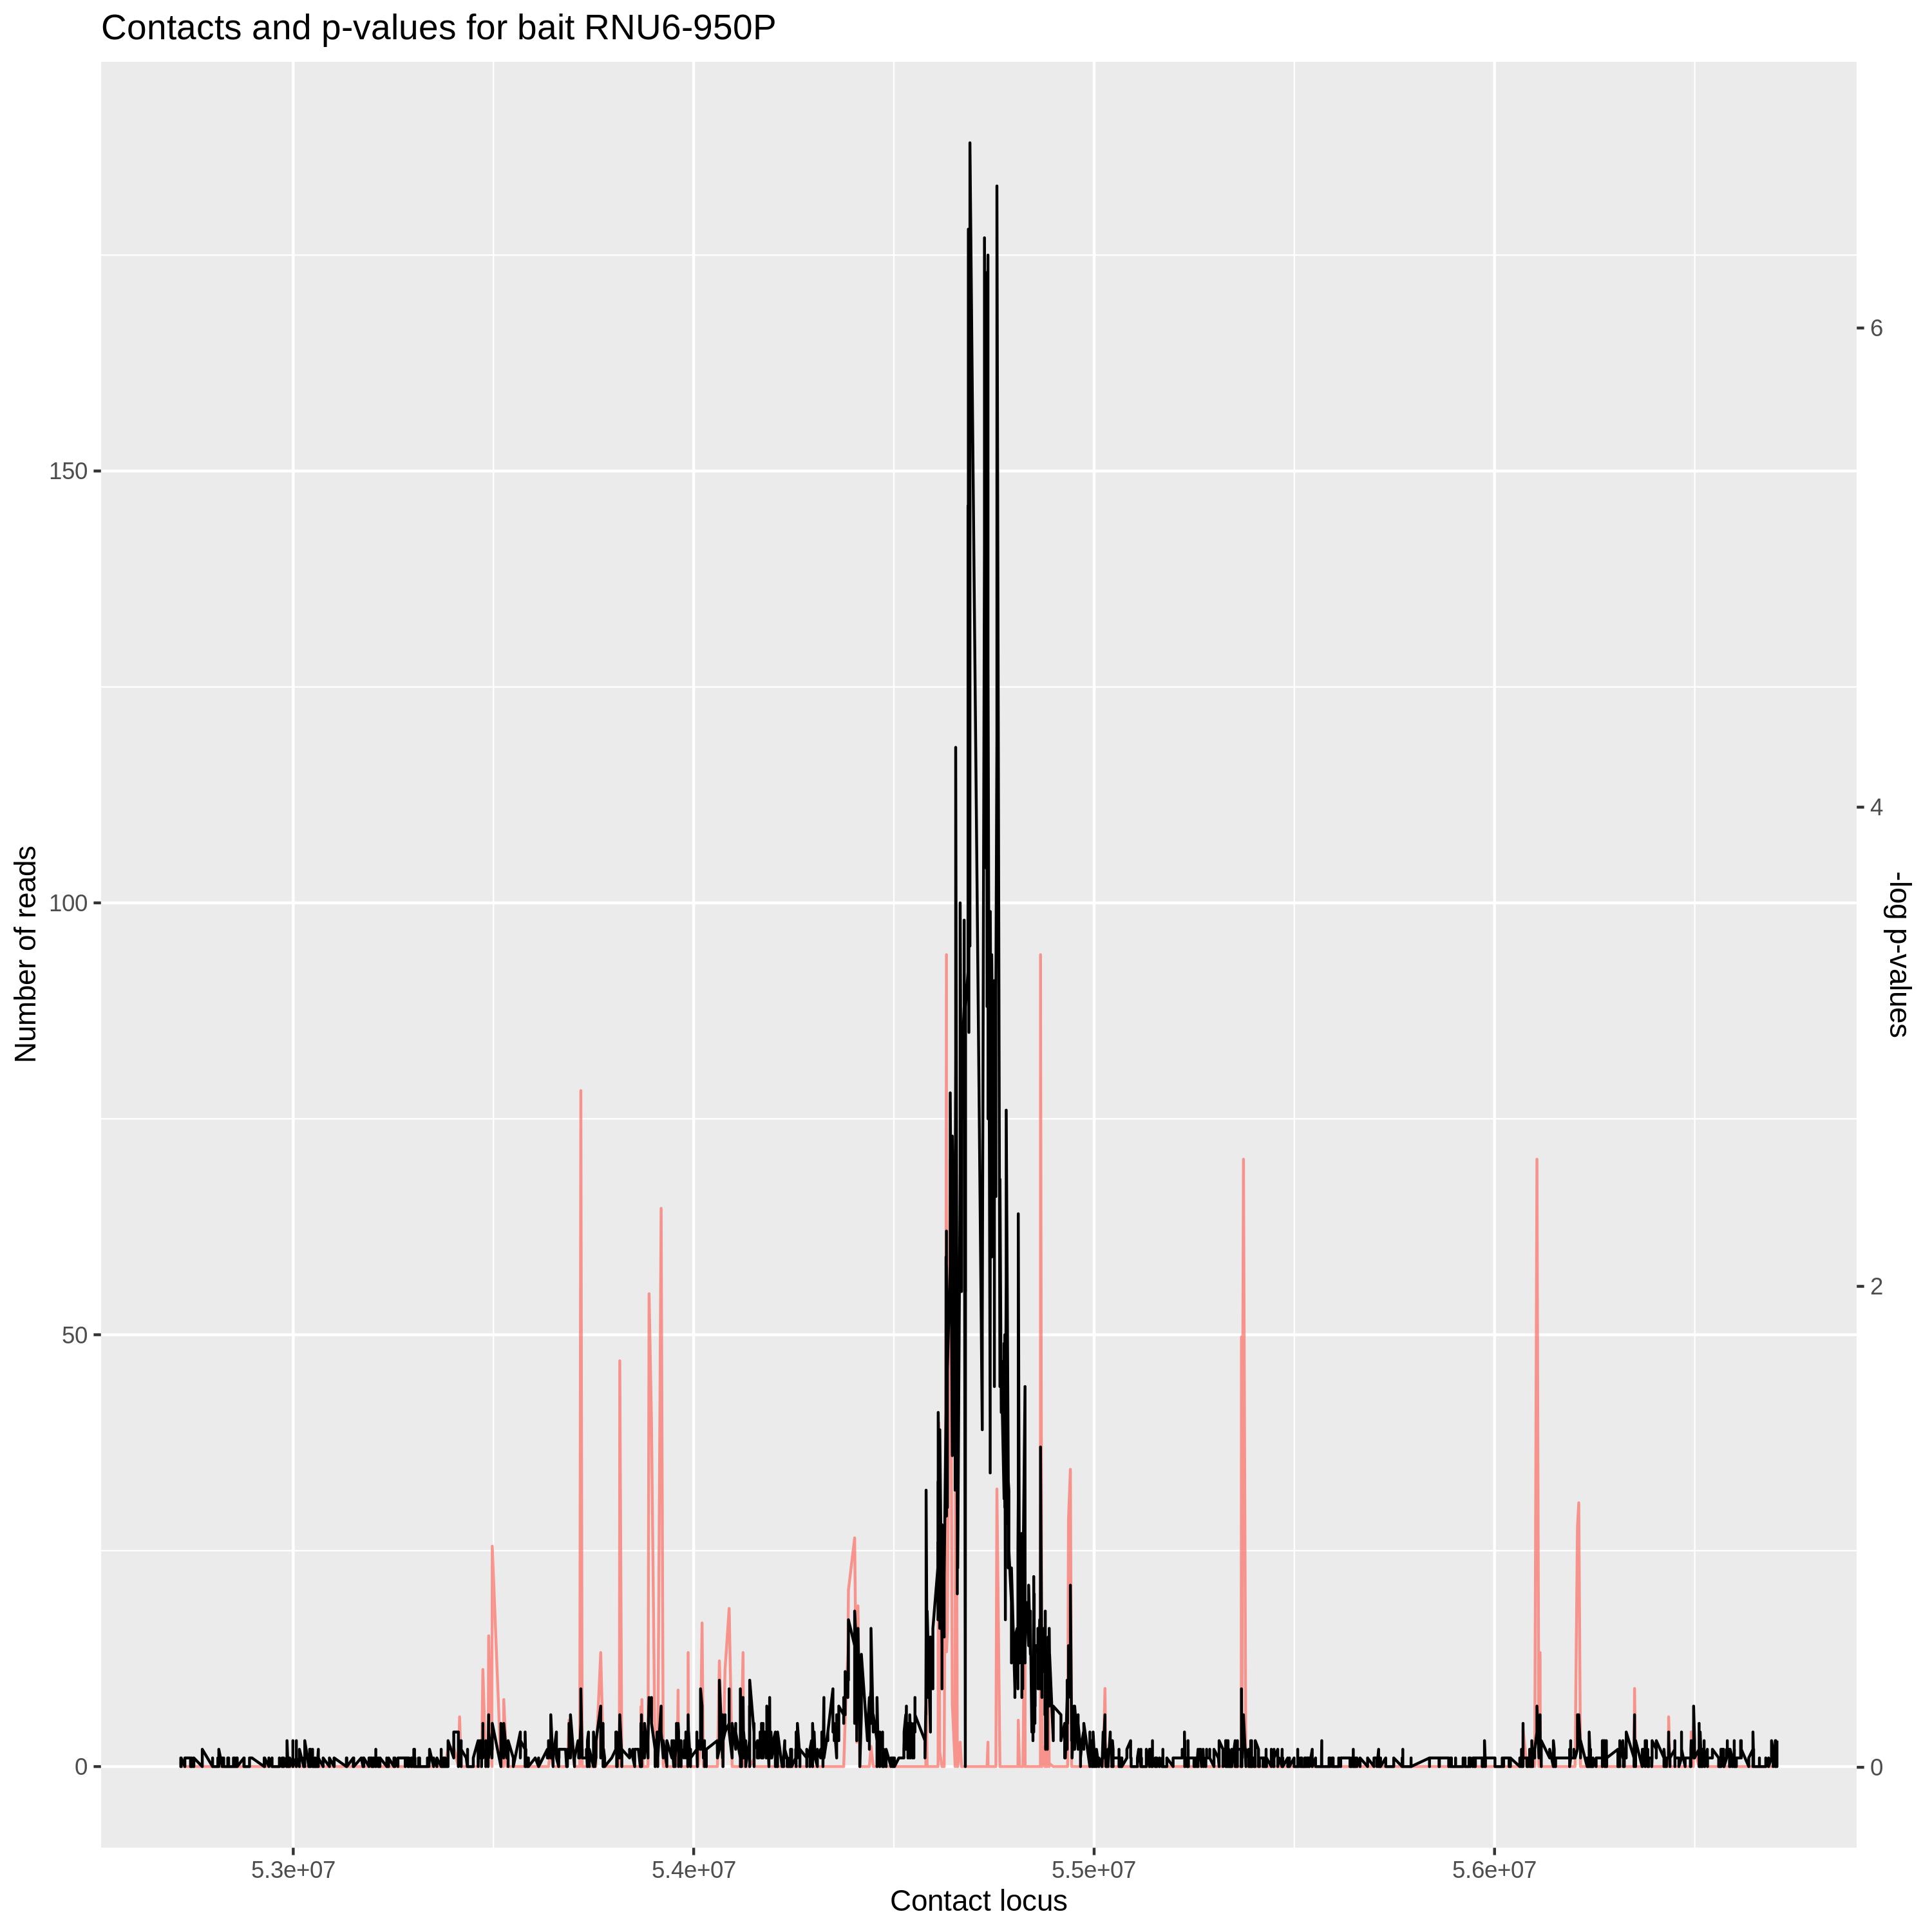 Contacts and p-values for bait RNU6-950P
150
100
50
0
Number of reads
6
4
2
0
-log p-values
5.3e+07
5.4e+07
5.5e+07
5.6e+07
Contact locus